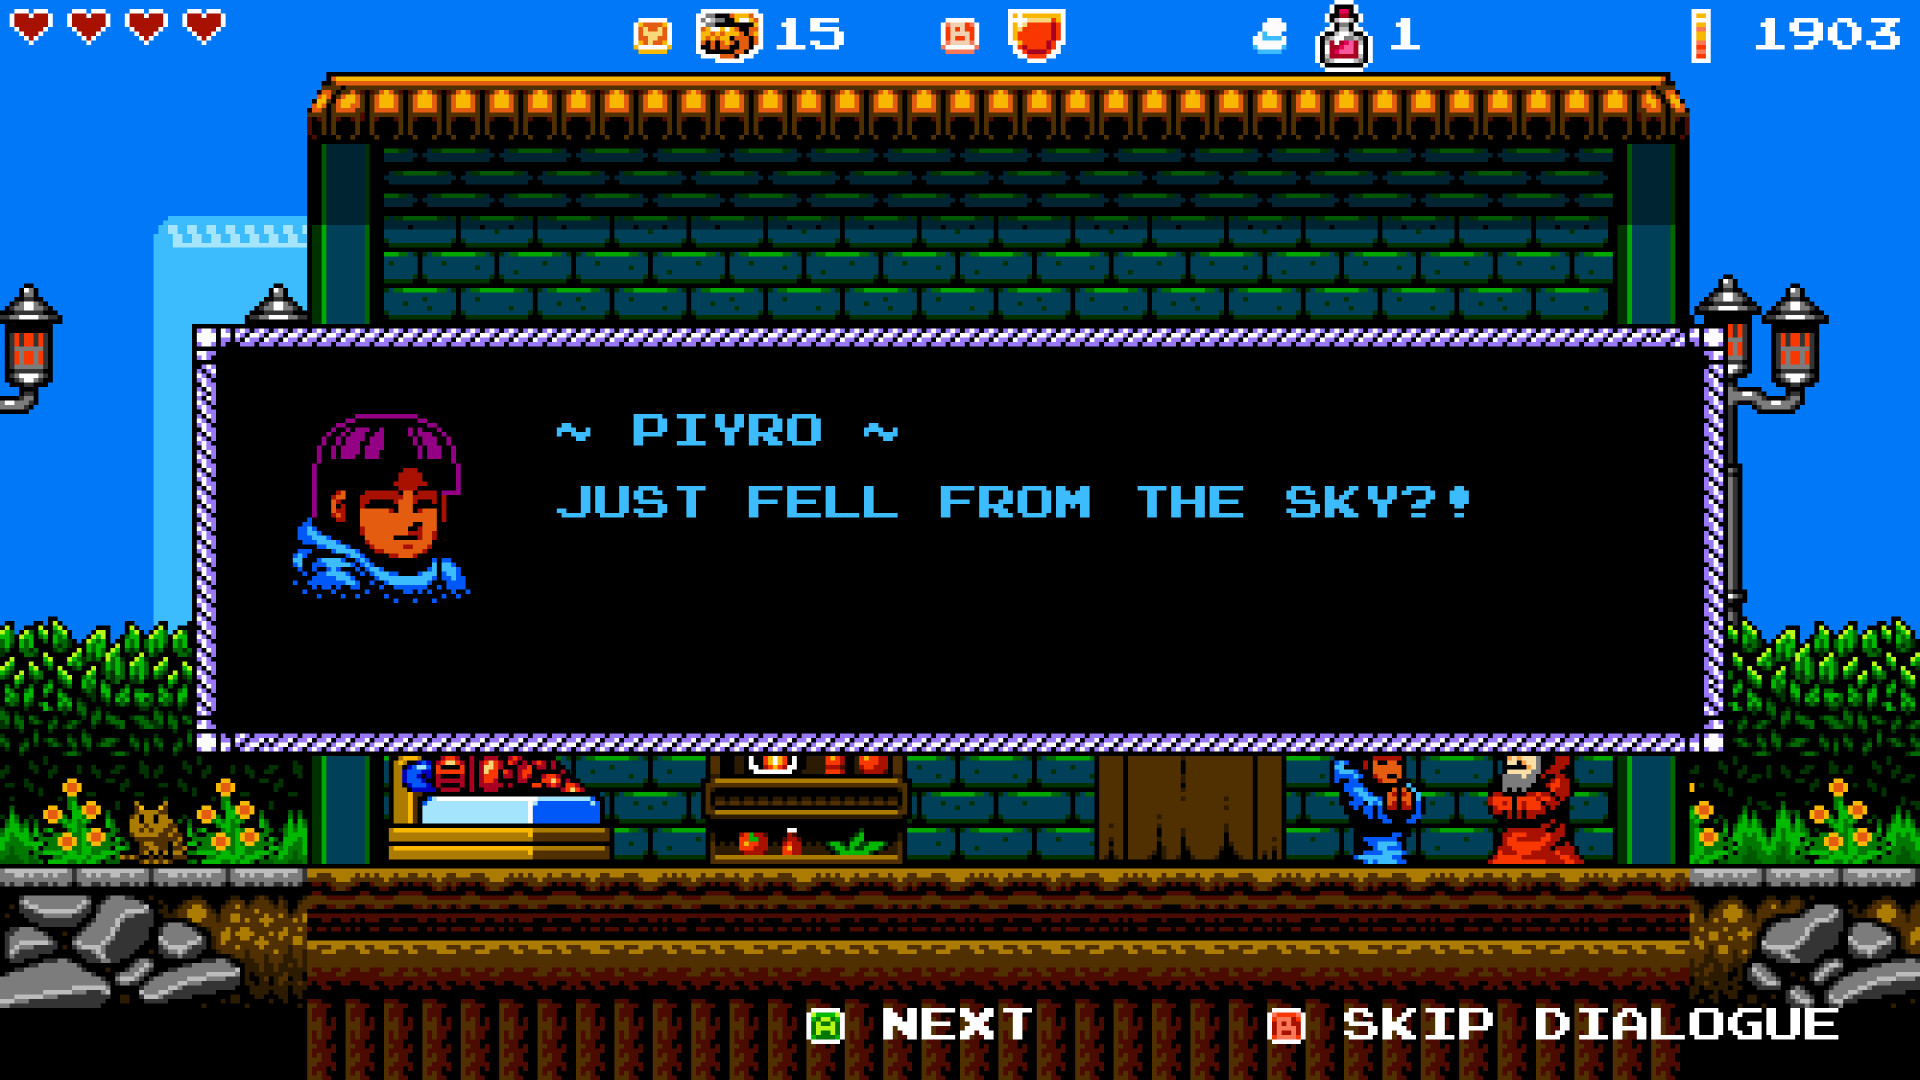 Y 15 B 1 1903
~ PIYRO ~
JUST FELL FROM THE SKY?!
A NEXT B SKIP DIALOGUE